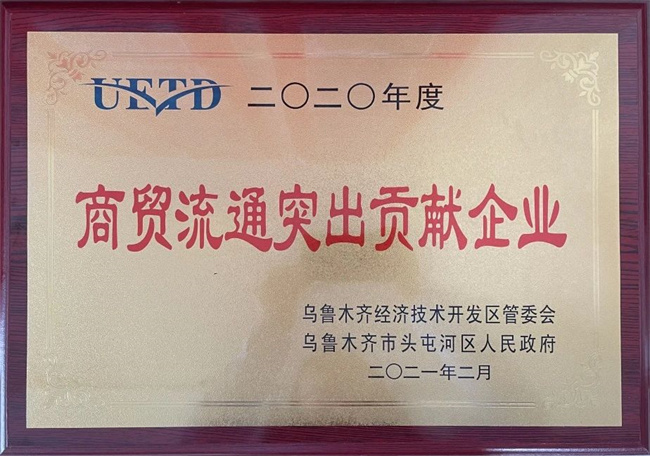 UETD 二〇二〇年度
商贸流通突出贡献企业
乌鲁木齐经济技术开发区管委会
乌鲁木齐市头屯河区人民政府
二〇二一年二月